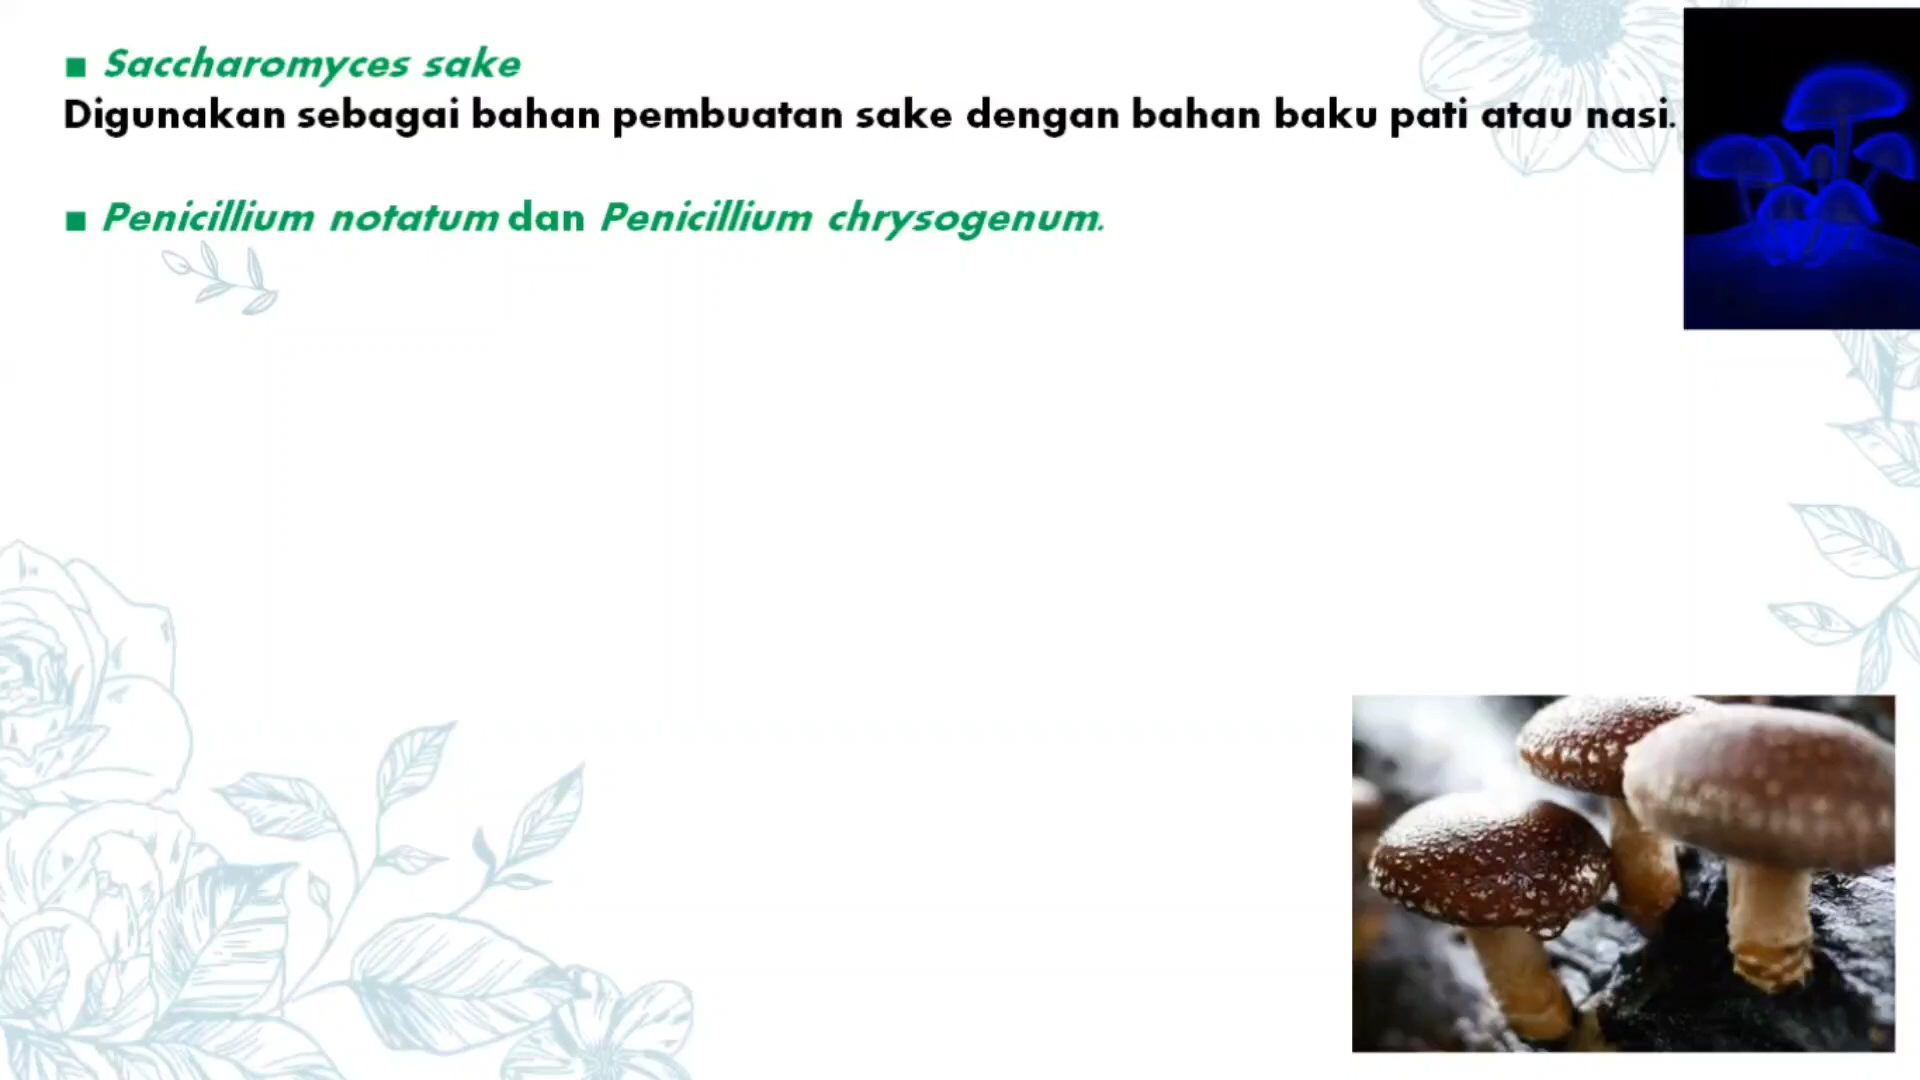 ▪ Saccharomyces sake
Digunakan sebagai bahan pembuatan sake dengan bahan baku pati atau nasi.
▪ Penicillium notatum dan Penicillium chrysogenum.